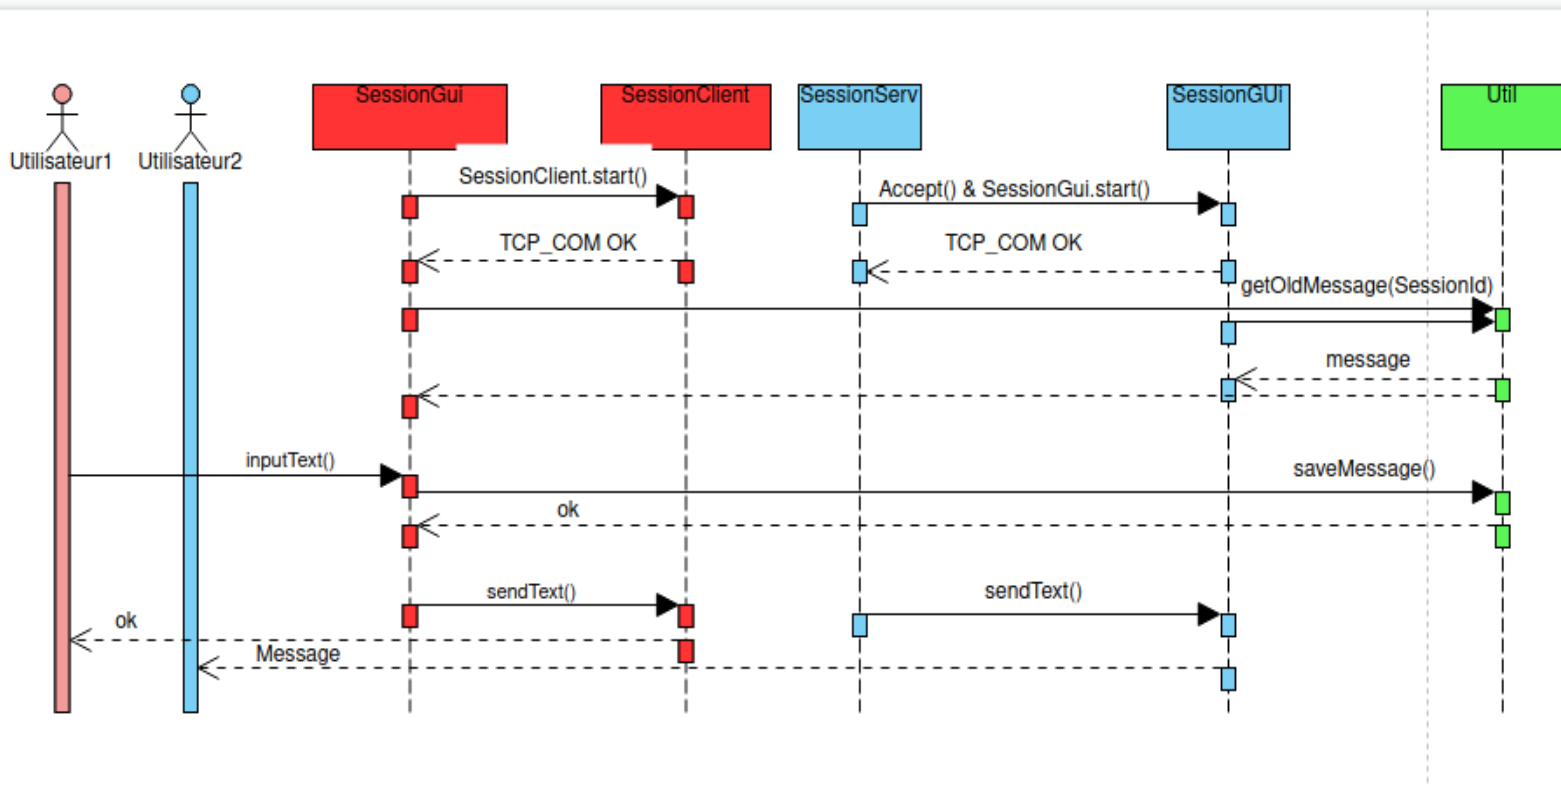 SessionGui
SessionClient
SessionServ
SessionGUi
Util
Utilisateur1
Utilisateur2
SessionClient.start()
Accept() & SessionGui.start()
TCP_COM OK
TCP_COM OK
getOldMessage(SessionId)
message
inputText()
saveMessage()
ok
sendText()
sendText()
ok
Message